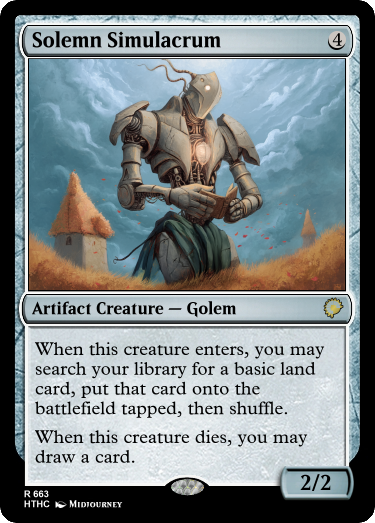 Solemn Simulacrum 4
Artifact Creature — Golem
When this creature enters, you may
search your library for a basic land
card, put that card onto the
battlefield tapped, then shuffle.
When this creature dies, you may
draw a card.
2/2
R 663
HTHC Midjourney